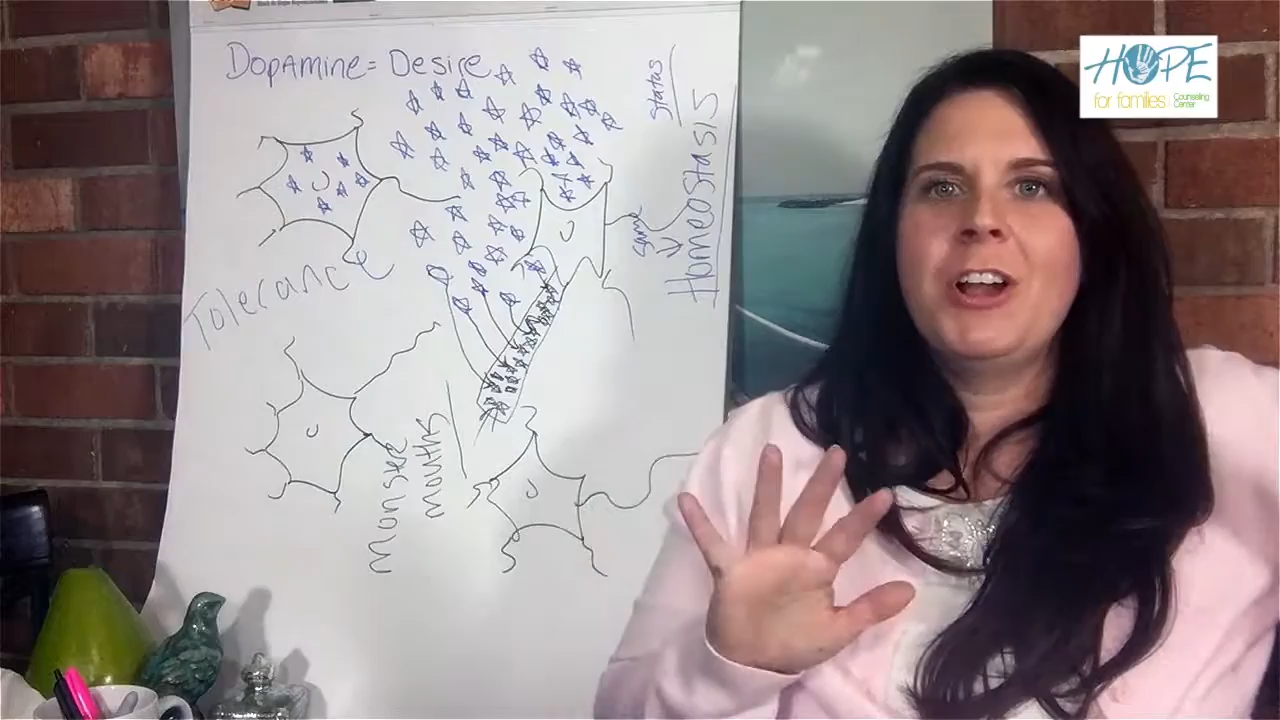 Dopamine = Desire
Status
same
Homeostasis
Tolerance
monster
mouths
HOPE
for families
Counseling
Center